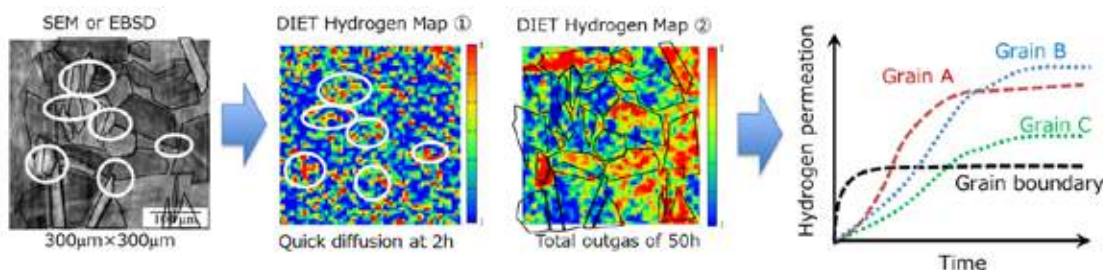 SEM or EBSD
100µm
300µm×300µm
DIET Hydrogen Map ①
Quick diffusion at 2h
DIET Hydrogen Map ②
Total outgas of 50h
Hydrogen permeation
Grain B
Grain A
Grain C
Grain boundary
Time